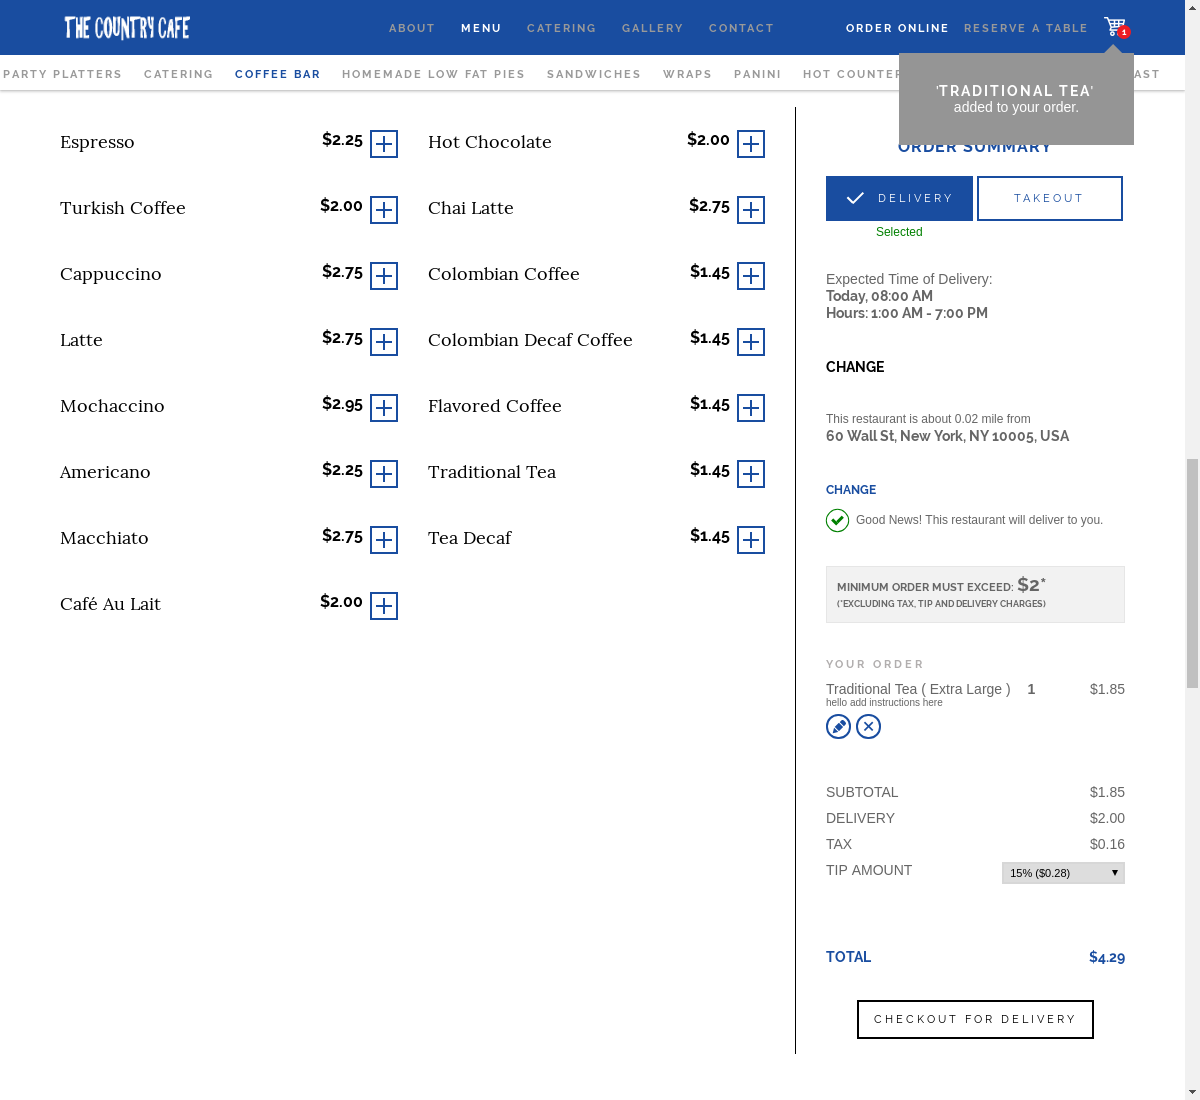 THE COUNTRY CAFE
ABOUT MENU CATERING GALLERY CONTACT ORDER ONLINE RESERVE A TABLE 1
PARTY PLATTERS CATERING COFFEE BAR HOMEMADE LOW FAT PIES SANDWICHES WRAPS PANINI HOT COUNTER
'TRADITIONAL TEA'
added to your order.
Espresso $2.25
Hot Chocolate $2.00
Turkish Coffee $2.00
Chai Latte $2.75
Cappuccino $2.75
Colombian Coffee $1.45
Latte $2.75
Colombian Decaf Coffee $1.45
Mochaccino $2.95
Flavored Coffee $1.45
Americano $2.25
Traditional Tea $1.45
Macchiato $2.75
Tea Decaf $1.45
Café Au Lait $2.00
ORDER SUMMARY
DELIVERY TAKEOUT
Selected
Expected Time of Delivery:
Today, 08:00 AM
Hours: 1:00 AM - 7:00 PM
CHANGE
This restaurant is about 0.02 mile from
60 Wall St, New York, NY 10005, USA
CHANGE
Good News! This restaurant will deliver to you.
MINIMUM ORDER MUST EXCEED: $2*
(*EXCLUDING TAX, TIP AND DELIVERY CHARGES)
YOUR ORDER
Traditional Tea ( Extra Large ) 1 $1.85
hello add instructions here
SUBTOTAL $1.85
DELIVERY $2.00
TAX $0.16
TIP AMOUNT 15% ($0.28)
TOTAL $4.29
CHECKOUT FOR DELIVERY